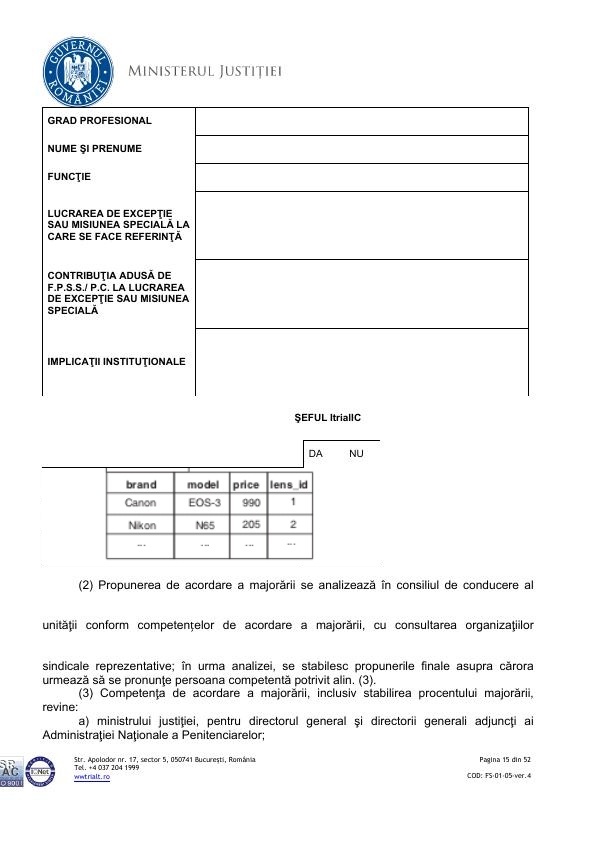 GUVERNUL ROMÂNIEI
MINISTERUL JUSTIȚIEI
GRAD PROFESIONAL
NUME ŞI PRENUME
FUNCŢIE
LUCRAREA DE EXCEPŢIE
SAU MISIUNEA SPECIALĂ LA
CARE SE FACE REFERINŢĂ
CONTRIBUŢIA ADUSĂ DE
F.P.S.S./ P.C. LA LUCRAREA
DE EXCEPŢIE SAU MISIUNEA
SPECIALĂ
IMPLICAŢII INSTITUŢIONALE
ŞEFUL ItrialIC
DA NU
brand model price lens_id
Canon EOS-3 990 1
Nikon N65 205 2
... ... ... ...
(2) Propunerea de acordare a majorării se analizează în consiliul de conducere al
unităţii conform competențelor de acordare a majorării, cu consultarea organizaţiilor
sindicale reprezentative; în urma analizei, se stabilesc propunerile finale asupra cărora
urmează să se pronunţe persoana competentă potrivit alin. (3).
(3) Competenţa de acordare a majorării, inclusiv stabilirea procentului majorării,
revine:
a) ministrului justiţiei, pentru directorul general şi directorii generali adjuncţi ai
Administraţiei Naţionale a Penitenciarelor;
Str. Apolodor nr. 17, sector 5, 050741 Bucureşti, România
Tel. +4 037 204 1999
wwtrialt.ro
Pagina 15 din 52
COD: FS-01-05-ver.4
AC
IQNet